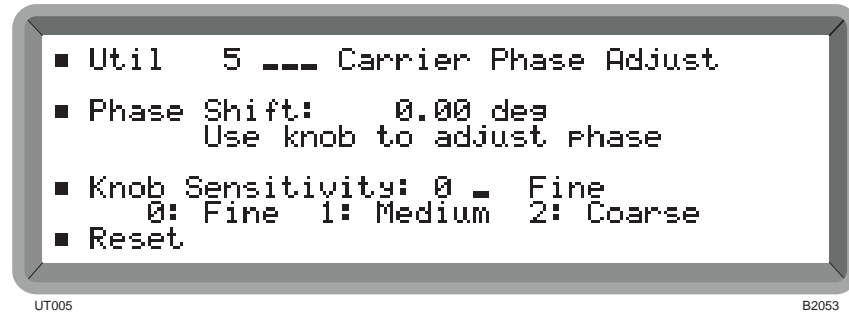 ▪ Util 5 ___ Carrier Phase Adjust
▪ Phase Shift: 0.00 deg
Use knob to adjust phase
▪ Knob Sensitivity: 0 _ Fine
0: Fine 1: Medium 2: Coarse
▪ Reset
UT005 B2053